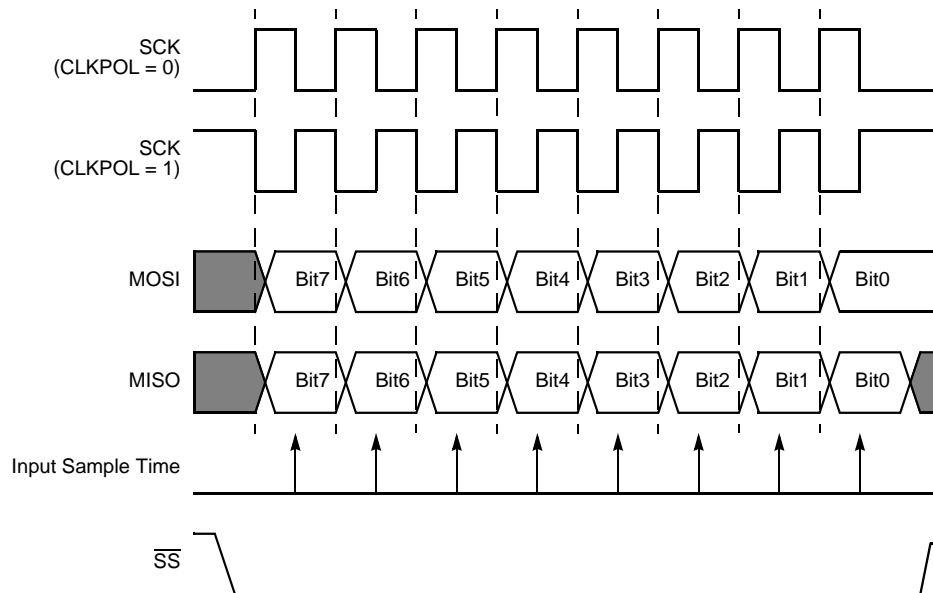 SCK
(CLKPOL = 0)
SCK
(CLKPOL = 1)
MOSI Bit7 Bit6 Bit5 Bit4 Bit3 Bit2 Bit1 Bit0
MISO Bit7 Bit6 Bit5 Bit4 Bit3 Bit2 Bit1 Bit0
Input Sample Time
SS